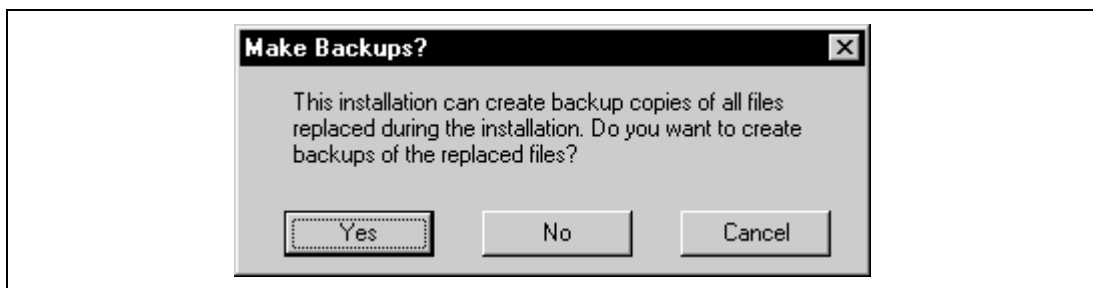 Make Backups?
This installation can create backup copies of all files
replaced during the installation. Do you want to create
backups of the replaced files?
Yes No Cancel